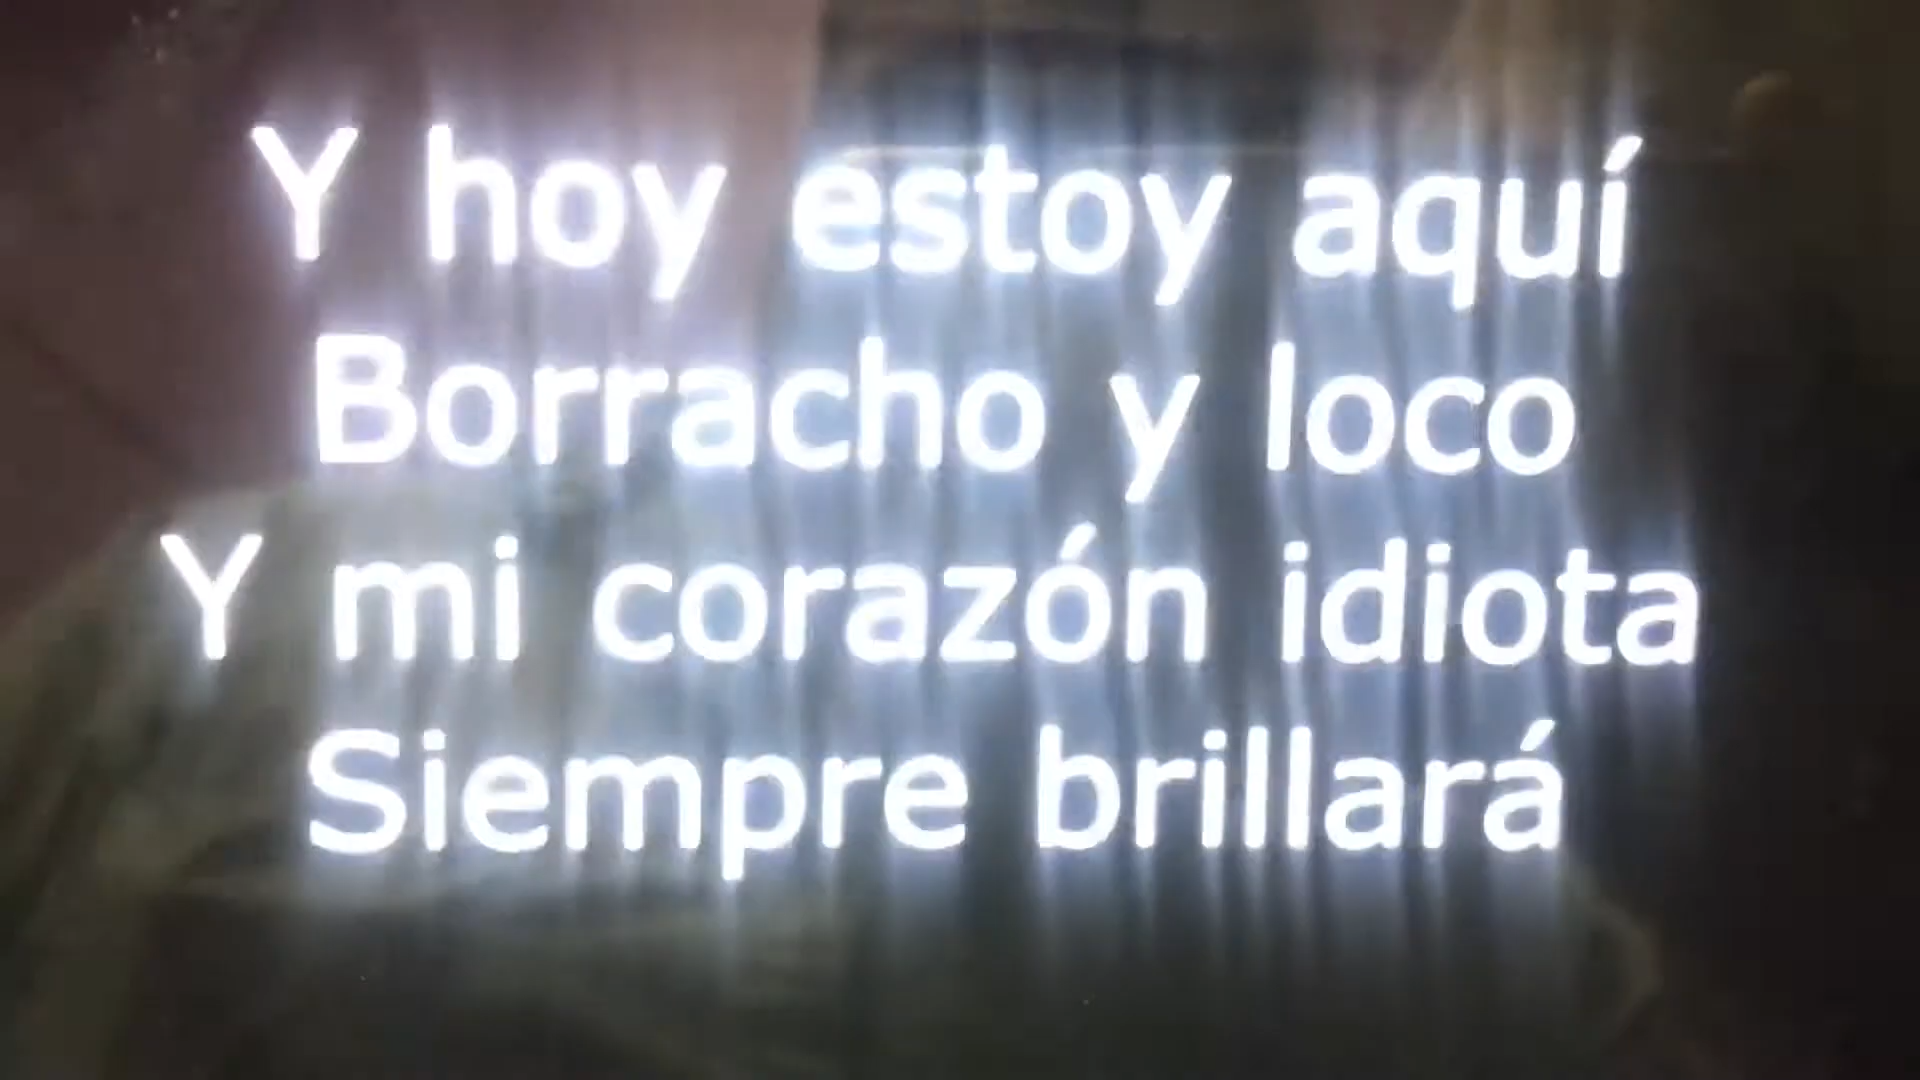 Y hoy estoy aquí
Borracho y loco
Y mi corazón idiota
Siempre brillará